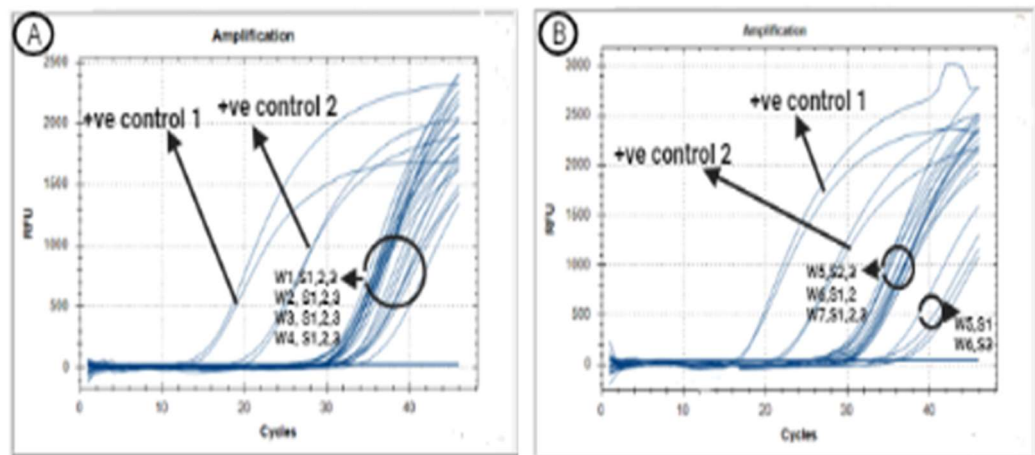 A
Amplification
+ve control 1
+ve control 2
2500
2000
1500
1000
500
0
RFU
W1,S1,2,3
W2, S1,2,3
W3, S1,2,3
W4, S1,2,3
0
10
20
30
40
Cycles
B
Amplification
+ve control 1
+ve control 2
3000
2500
2000
1500
1000
500
0
RFU
W5,S2,3
W6,S1,2
W7,S1,2,3
W5,S1
W6,S3
0
10
20
30
40
Cycles